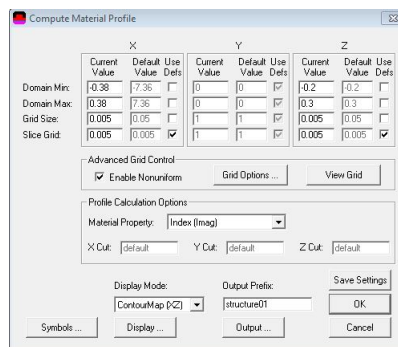 Compute Material Profile
X Y Z
Current Value Default Value Use Defs Current Value Default Value Use Defs Current Value Default Value Use Defs
Domain Min: -0.38 -7.36 0 0 -0.2 -0.2
Domain Max: 0.38 7.36 0 0 0.3 0.3
Grid Size: 0.005 0.05 1 1 0.005 0.05
Slice Grid: 0.005 0.005 1 1 0.005 0.005
Advanced Grid Control
Enable Nonuniform Grid Options ... View Grid
Profile Calculation Options
Material Property: Index (Imag)
X Cut: default Y Cut: default Z Cut: default
Display Mode: Output Prefix: Save Settings
ContourMap (XZ) structure01 OK
Symbols ... Display ... Output ... Cancel